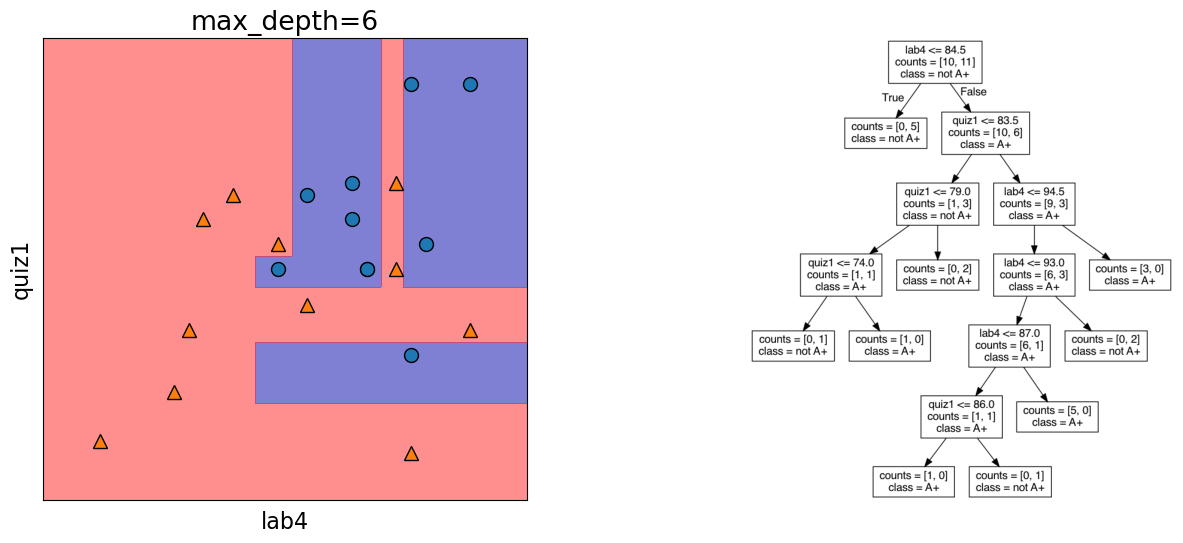 max_depth=6
quiz1
lab4
lab4 <= 84.5
counts = [10, 11]
class = not A+
True
False
counts = [0, 5]
class = not A+
quiz1 <= 83.5
counts = [10, 6]
class = A+
quiz1 <= 79.0
counts = [1, 3]
class = not A+
lab4 <= 94.5
counts = [9, 3]
class = A+
quiz1 <= 74.0
counts = [1, 1]
class = A+
counts = [0, 2]
class = not A+
lab4 <= 93.0
counts = [6, 3]
class = A+
counts = [3, 0]
class = A+
counts = [0, 1]
class = not A+
counts = [1, 0]
class = A+
lab4 <= 87.0
counts = [6, 1]
class = A+
counts = [0, 2]
class = not A+
quiz1 <= 86.0
counts = [1, 1]
class = A+
counts = [5, 0]
class = A+
counts = [1, 0]
class = A+
counts = [0, 1]
class = not A+